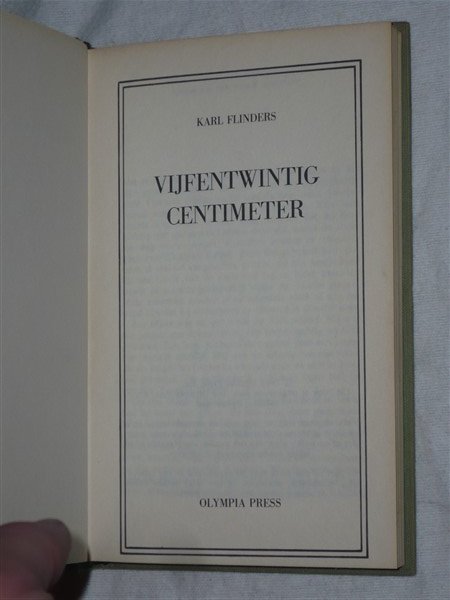 KARL FLINDERS
VIJFENTWINTIG
CENTIMETER
OLYMPIA PRESS